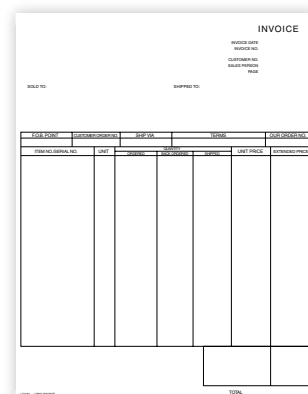 INVOICE
INVOICE DATE
INVOICE NO.
CUSTOMER NO.
SALES PERSON
PAGE
SOLD TO: SHIPPED TO:
F.O.B. POINT CUSTOMER ORDER NO. SHIP VIA TERMS OUR ORDER NO.
ITEM NO./SERIAL NO. UNIT QUANTITY UNIT PRICE EXTENDED PRICE
ORDERED BACK ORDERED SHIPPED
TOTAL